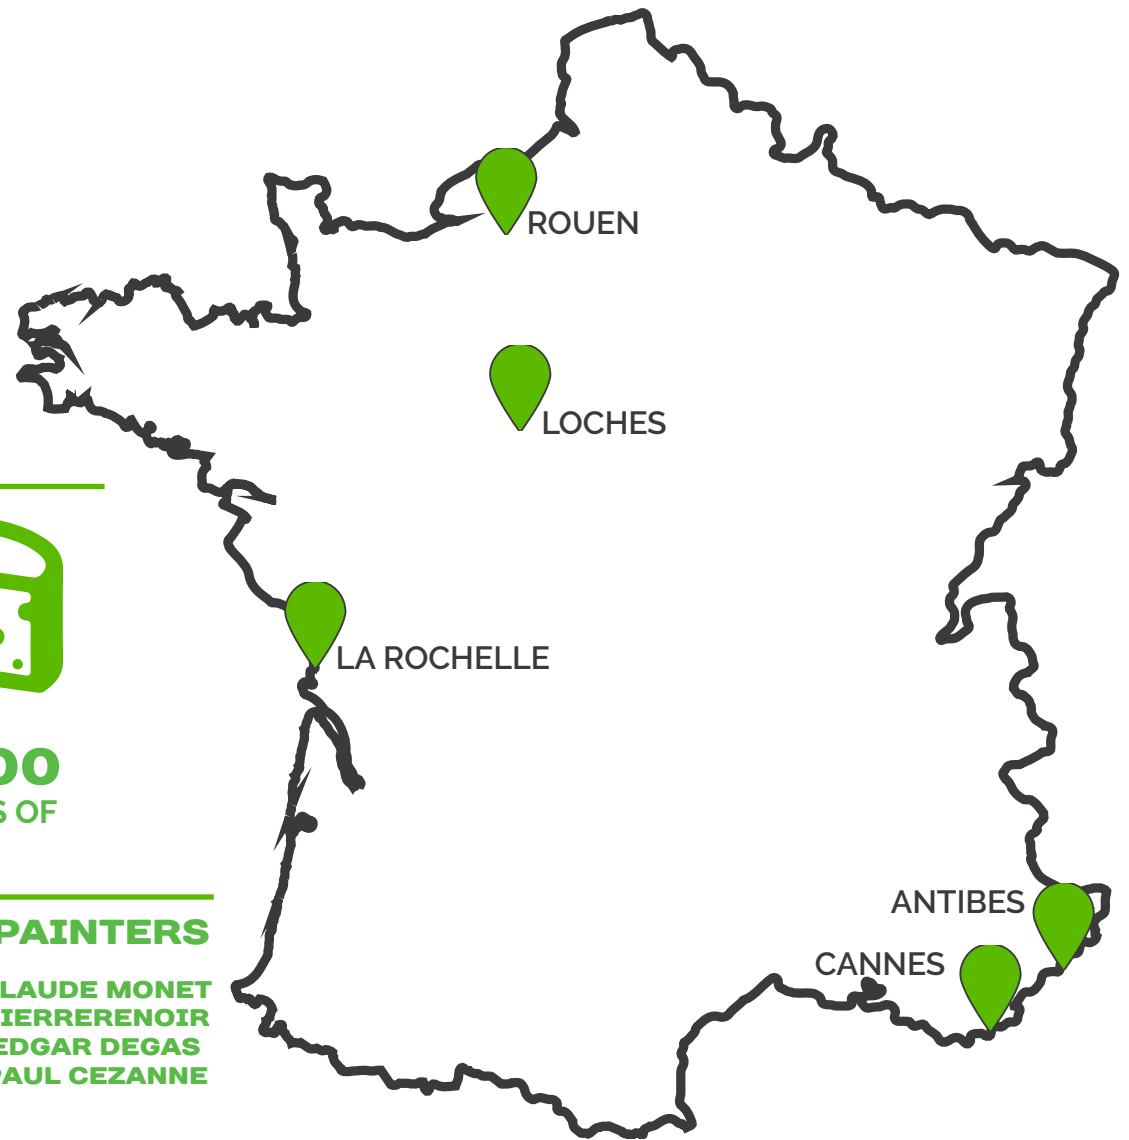 ROUEN
LOCHES
LA ROCHELLE
OF
ANTIBES
PAINTERS
CANNES
LAUDE MONET
IERRERENOIR
EDGAR DEGAS
PAUL CEZANNE